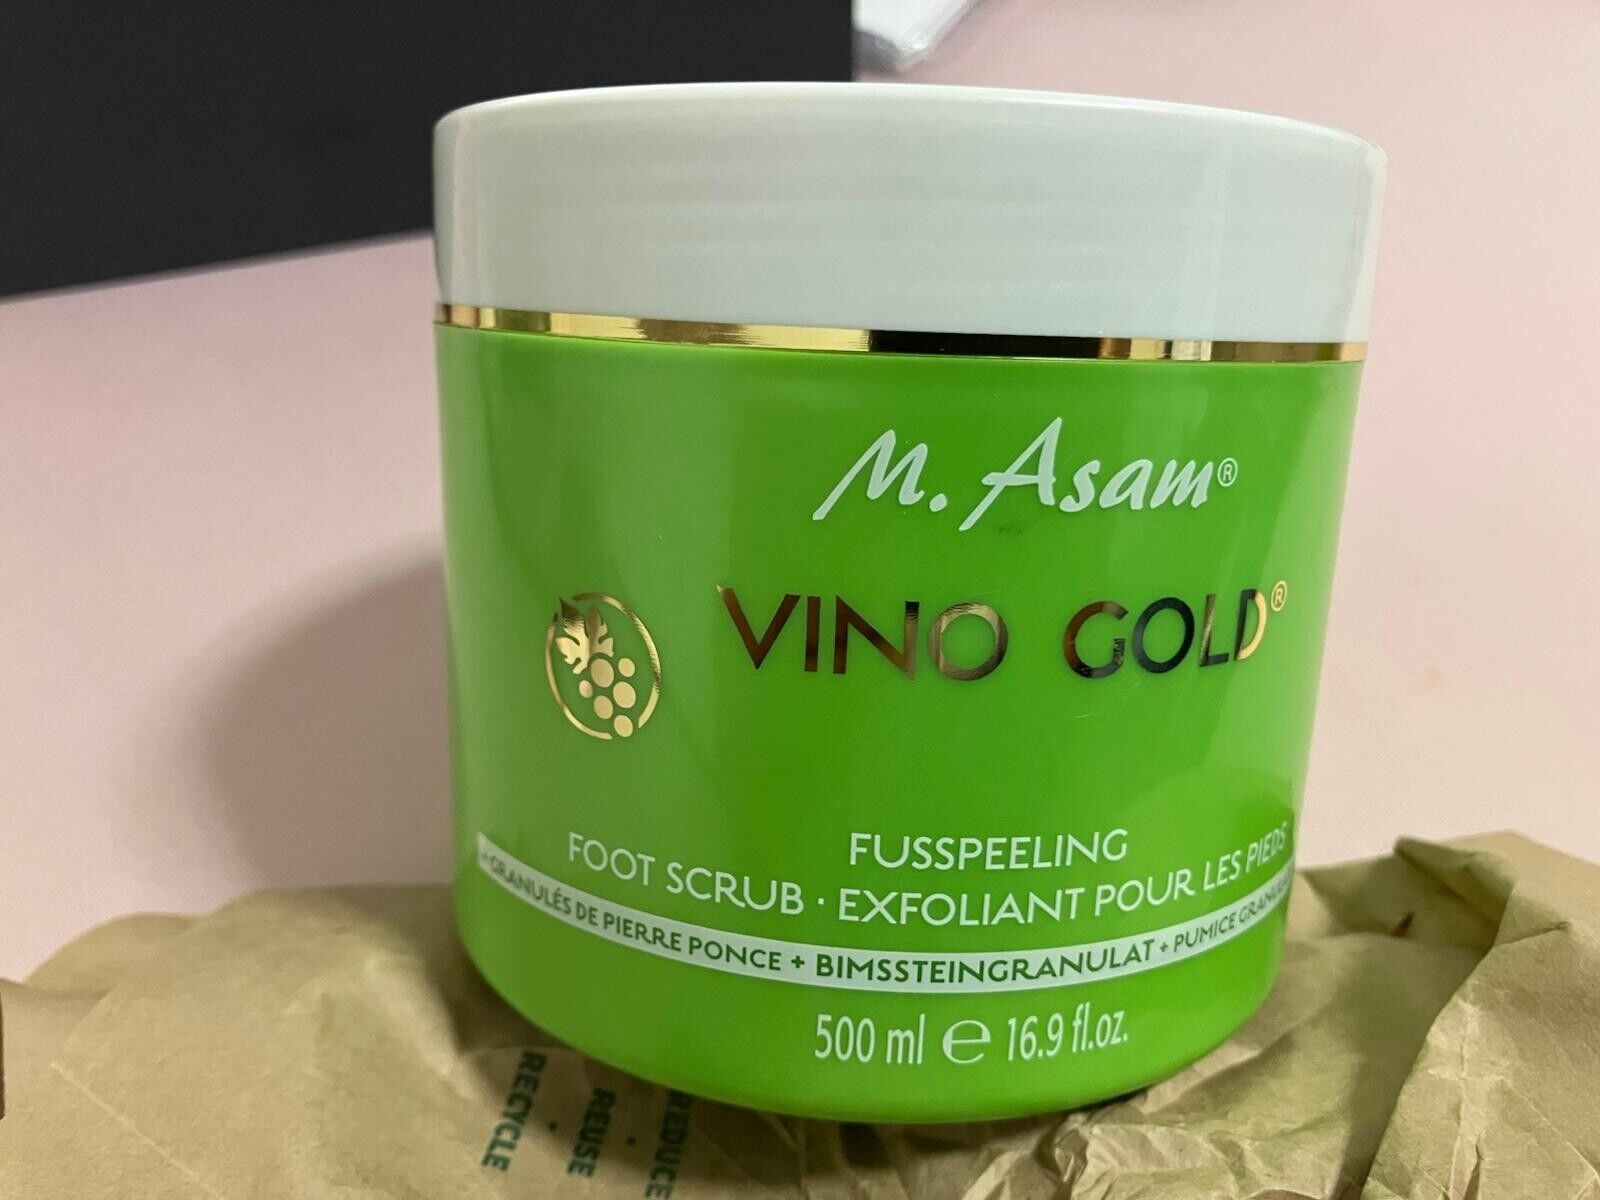 M. Asam®
VINO GOLD®
FUSSPEELING
FOOT SCRUB · EXFOLIANT POUR LES PIEDS
+ GRANULÉS DE PIERRE PONCE + BIMSSTEINGRANULAT + PUMICE
500 ml ℮ 16.9 fl.oz.
REDUCE
· REUSE
· RECYCLE